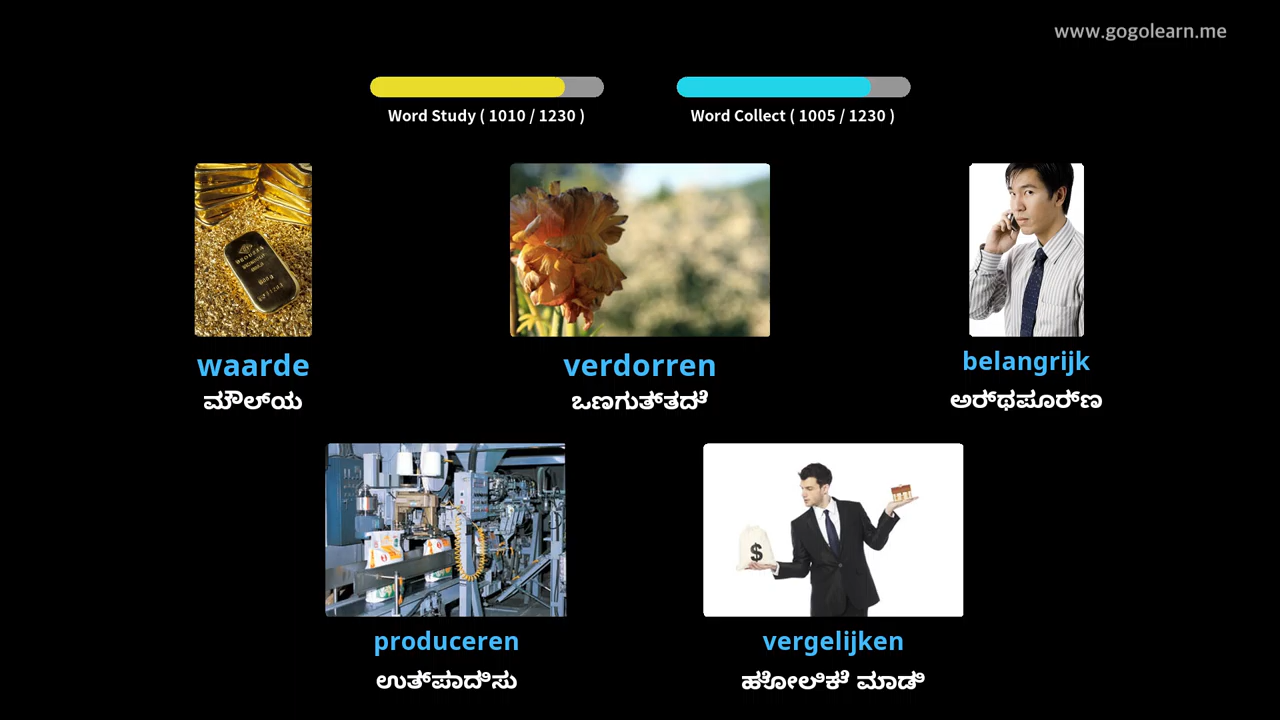 www.gogolearn.me
Word Study ( 1010 / 1230 )
Word Collect ( 1005 / 1230 )
waarde
verdorren
belangrijk
ಮೌಲ್ಯ
ಒಣಗುತ್ತದೆ
ಅರ್ಥಪೂರ್ಣ
$
produceren
vergelijken
ಉತ್ಪಾದಿಸು
ಹೋಲಿಕೆ ಮಾಡಿ